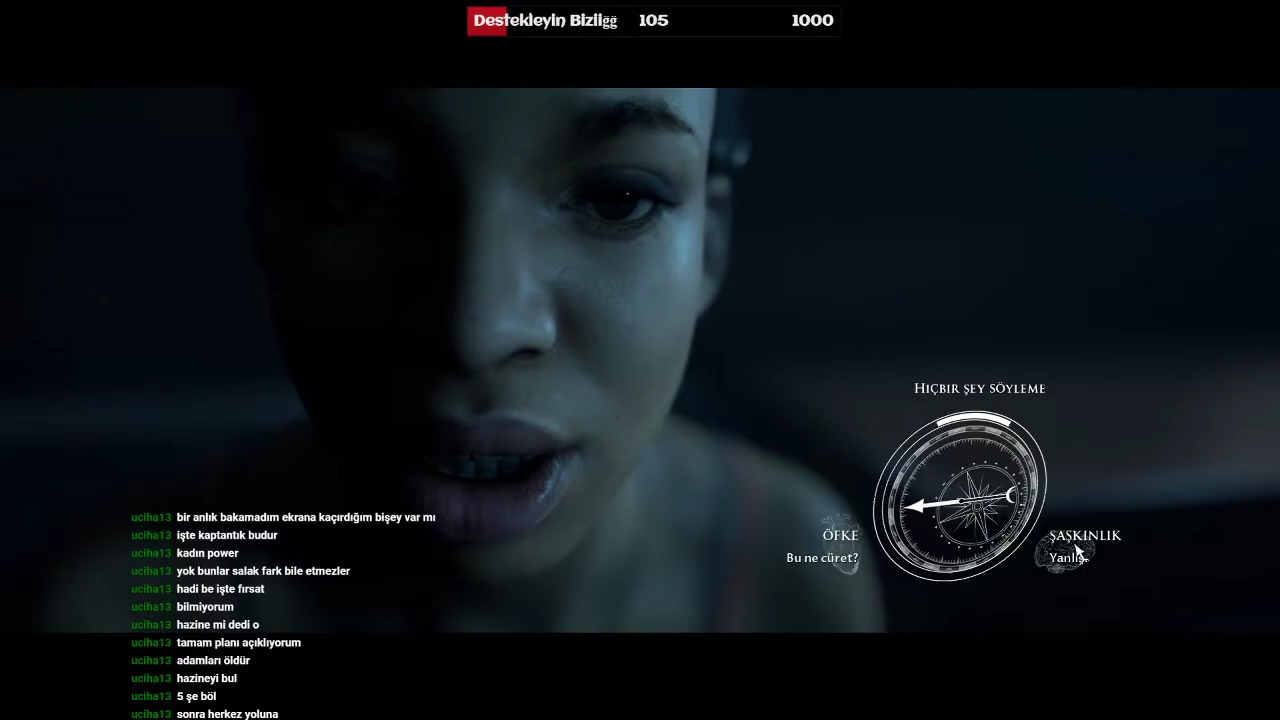 Destekleyin Biziigg 105 1000
HIÇBIR ŞEY SÖYLEME
ÖFKE
Bu ne cüret?
ŞAŞKINLIK
Yanlış.
uciha13 bir anlık bakamadım ekrana kaçırdığım bişey var mı
uciha13 işte kaptantık budur
uciha13 kadın power
uciha13 yok bunlar salak fark bile etmezler
uciha13 hadi be işte fırsat
uciha13 bilmiyorum
uciha13 hazine mi dedi o
uciha13 tamam planı açıklıyorum
uciha13 adamları öldür
uciha13 hazineyi bul
uciha13 5 şe böl
uciha13 sonra herkez yoluna